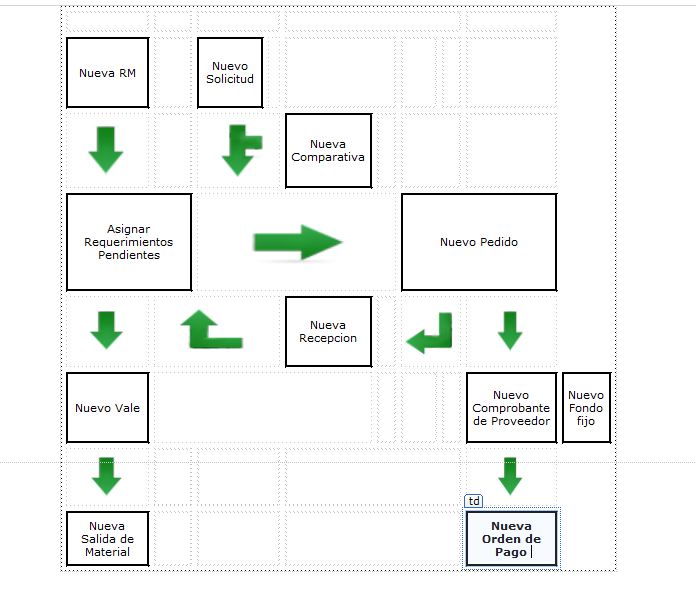 Nueva RM
Nuevo
Solicitud
Nueva
Comparativa
Asignar
Requerimientos
Pendientes
Nuevo Pedido
Nueva
Recepcion
Nuevo Vale
Nuevo
Comprobante
de Proveedor
Nuevo
Fondo
fijo
td
Nueva
Salida de
Material
Nueva
Orden de
Pago